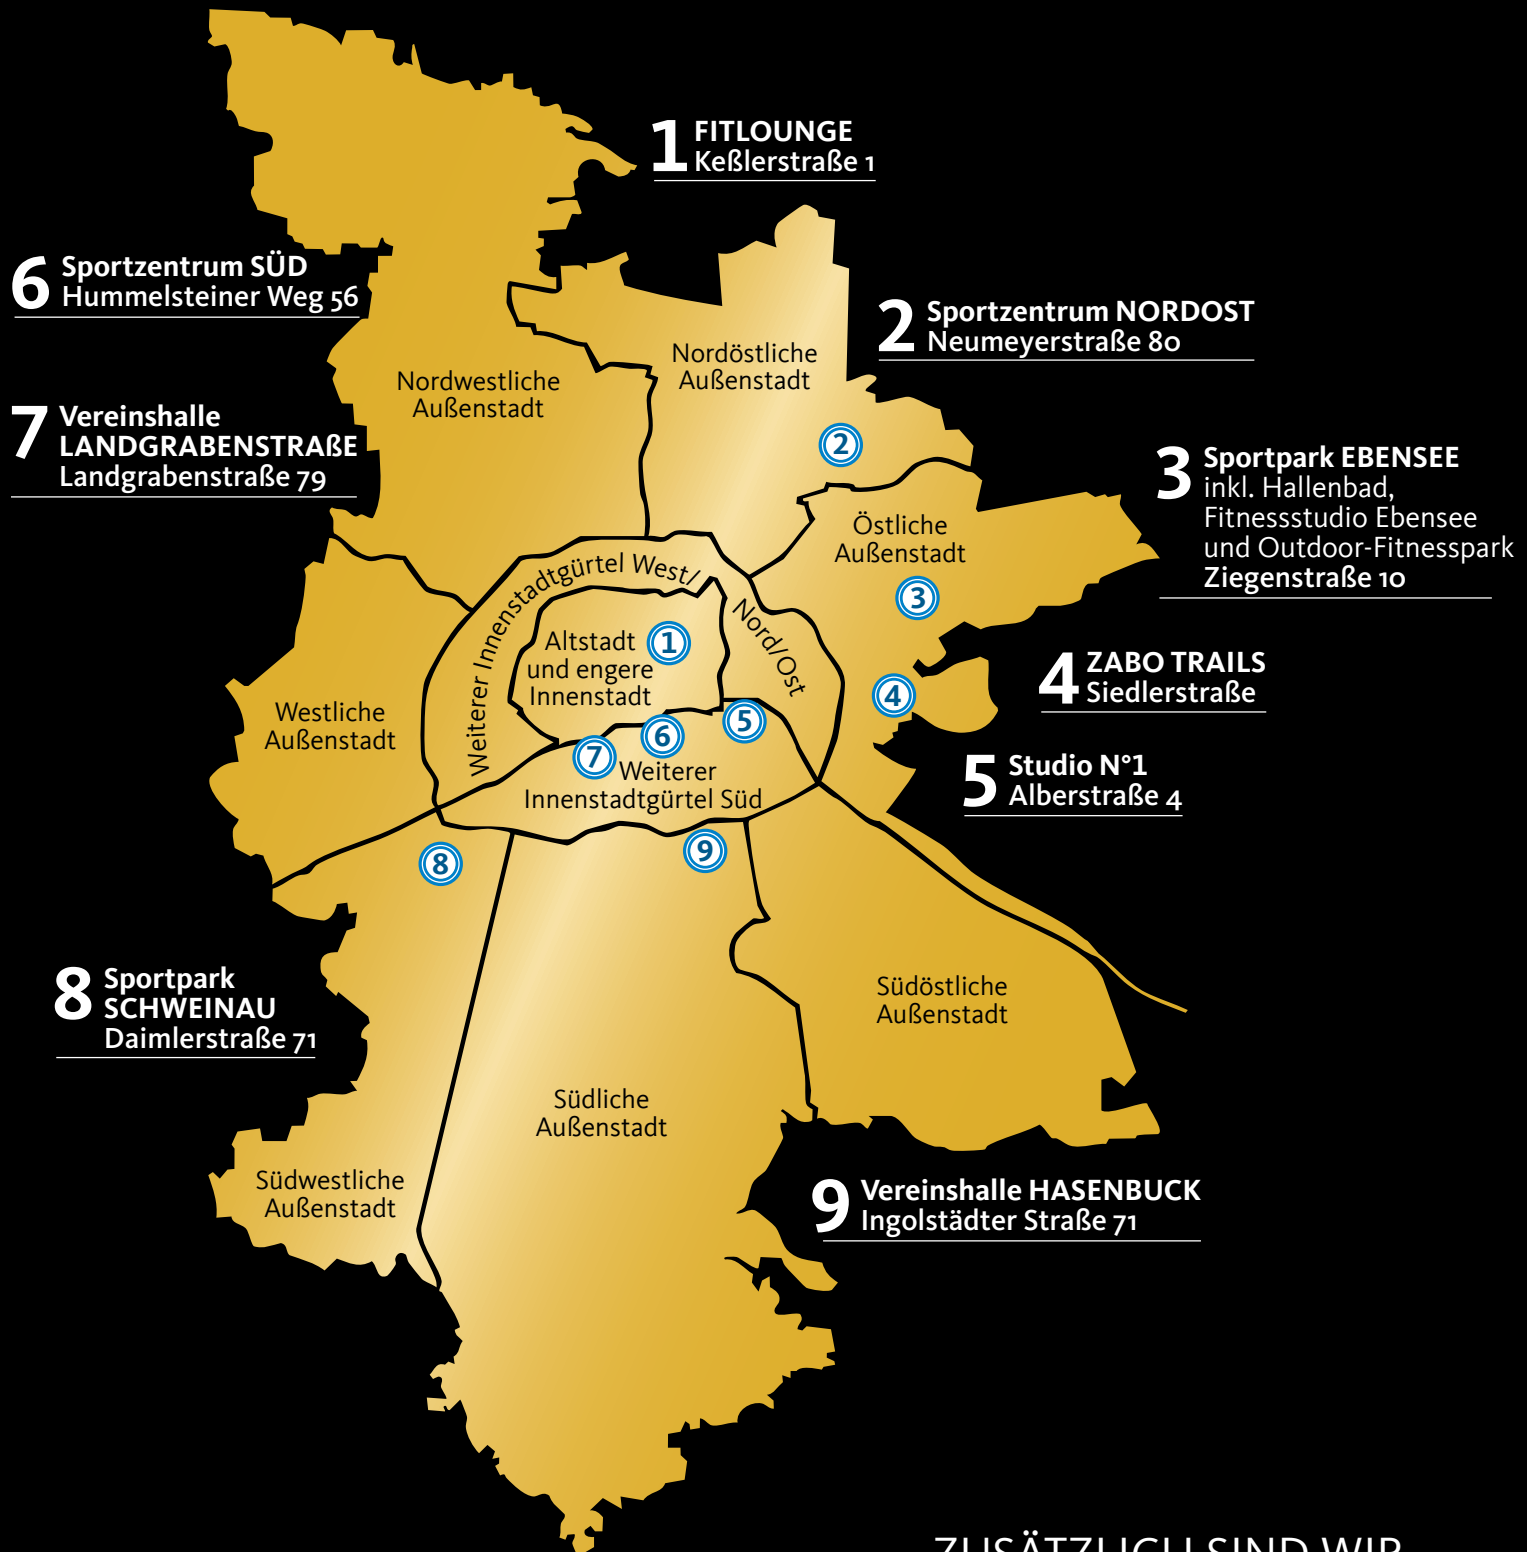 1 FITLOUNGE
Keßlerstraße 1
6 Sportzentrum SÜD
Hummelsteiner Weg 56
2 Sportzentrum NORDOST
Neumeyerstraße 80
7 Vereinshalle
LANDGRABENSTRAßE
Landgrabenstraße 79
3 Sportpark EBENSEE
inkl. Hallenbad,
Fitnessstudio Ebensee
und Outdoor-Fitnesspark
Ziegenstraße 10
4 ZABO TRAILS
Siedlerstraße
5 Studio N°1
Alberstraße 4
8 Sportpark
SCHWEINAU
Daimlerstraße 71
9 Vereinshalle HASENBUCK
Ingolstädter Straße 71
Nordwestliche
Außenstadt
Nordöstliche
Außenstadt
2
Östliche
Außenstadt
3
Weiterer Innenstadtgürtel West/
Nord/Ost
Altstadt
und engere
Innenstadt
1
4
Westliche
Außenstadt
5
6
7
Weiterer
Innenstadtgürtel Süd
8
9
Südöstliche
Außenstadt
Südliche
Außenstadt
Südwestliche
Außenstadt
ZUSÄTZLICH SIND WIR